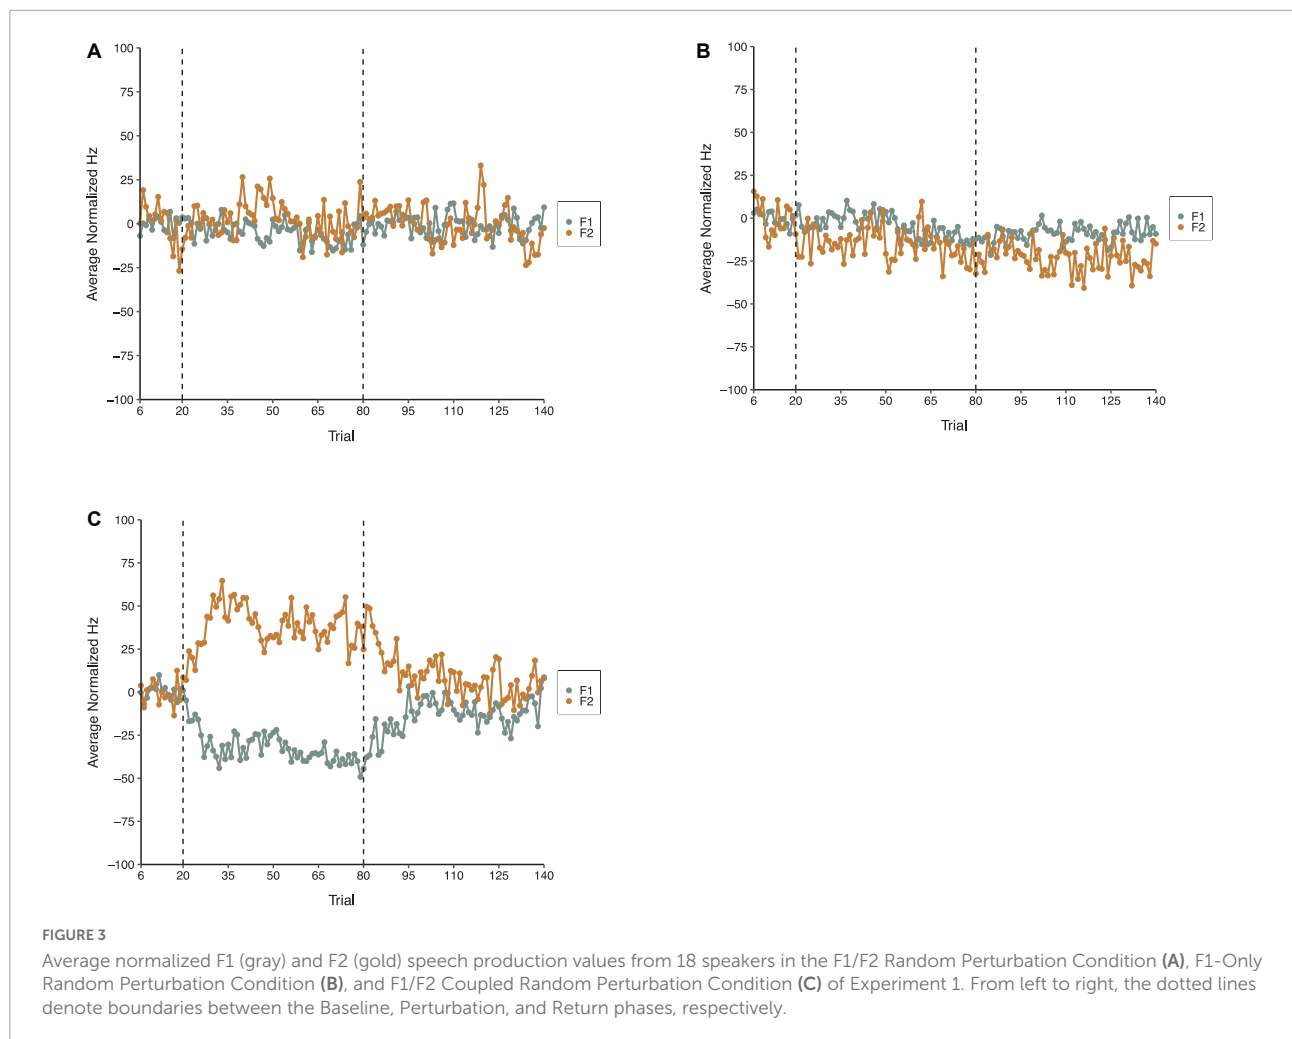 A
100
75
50
25
0
−25
−50
−75
−100
Average Normalized Hz
6 20 35 50 65 80 95 110 125 140
Trial
F1
F2
B
100
75
50
25
0
−25
−50
−75
−100
Average Normalized Hz
6 20 35 50 65 80 95 110 125 140
Trial
F1
F2
C
100
75
50
25
0
−25
−50
−75
−100
Average Normalized Hz
6 20 35 50 65 80 95 110 125 140
Trial
F1
F2
FIGURE 3
Average normalized F1 (gray) and F2 (gold) speech production values from 18 speakers in the F1/F2 Random Perturbation Condition (A), F1-Only
Random Perturbation Condition (B), and F1/F2 Coupled Random Perturbation Condition (C) of Experiment 1. From left to right, the dotted lines
denote boundaries between the Baseline, Perturbation, and Return phases, respectively.